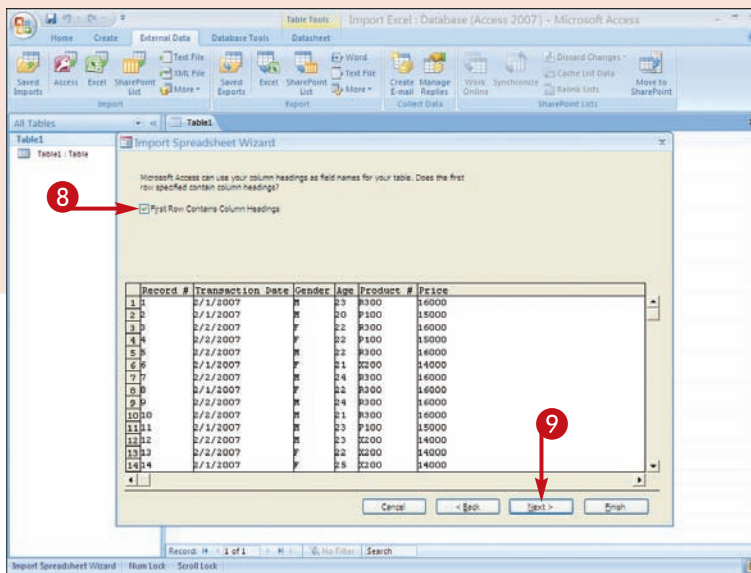 Table Tools Import Excel : Database (Access 2007) - Microsoft Access
Home Create External Data Database Tools Datasheet
Saved Imports Access Excel SharePoint List Text File XML File More
Saved Exports Excel SharePoint List Word Text File More
Create E-mail Manage Replies Work Online Synchronize Discard Changes Cache List Data Relink Lists Move to SharePoint
Import Export Collect Data SharePoint Lists
All Tables Table1
Table1 Import Spreadsheet Wizard
Table1 : Table
Microsoft Access can use your column headings as field names for your table. Does the first
row specified contain column headings?
8 First Row Contains Column Headings
Record # Transaction Date Gender Age Product # Price
1 1 2/1/2007 M 23 R300 16000
2 2 2/1/2007 M 20 P100 15000
3 3 2/2/2007 F 22 R300 16000
4 4 2/2/2007 F 22 P100 15000
5 5 2/2/2007 M 22 R300 16000
6 6 2/1/2007 F 21 X200 14000
7 7 2/2/2007 M 24 R300 16000
8 8 2/1/2007 F 22 R300 16000
9 9 2/2/2007 M 24 R300 16000
10 10 2/2/2007 M 21 R300 16000
11 11 2/1/2007 M 23 P100 15000
12 12 2/2/2007 M 23 X200 14000
13 13 2/2/2007 F 22 X200 14000
14 14 2/1/2007 F 25 X200 14000
9
Cancel < Back Next > Finish
Record: 1 of 1 No Filter Search
Import Spreadsheet Wizard Num Lock Scroll Lock